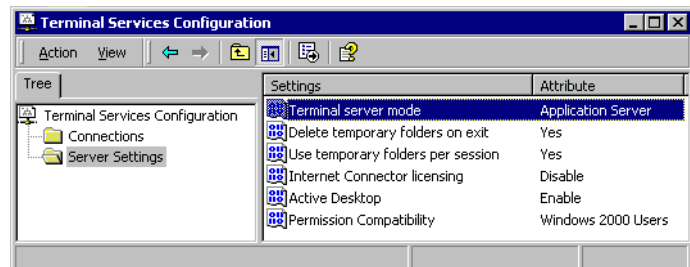 Terminal Services Configuration
Action View
Tree
Terminal Services Configuration
Connections
Server Settings
Settings Attribute
Terminal server mode Application Server
Delete temporary folders on exit Yes
Use temporary folders per session Yes
Internet Connector licensing Disable
Active Desktop Enable
Permission Compatibility Windows 2000 Users